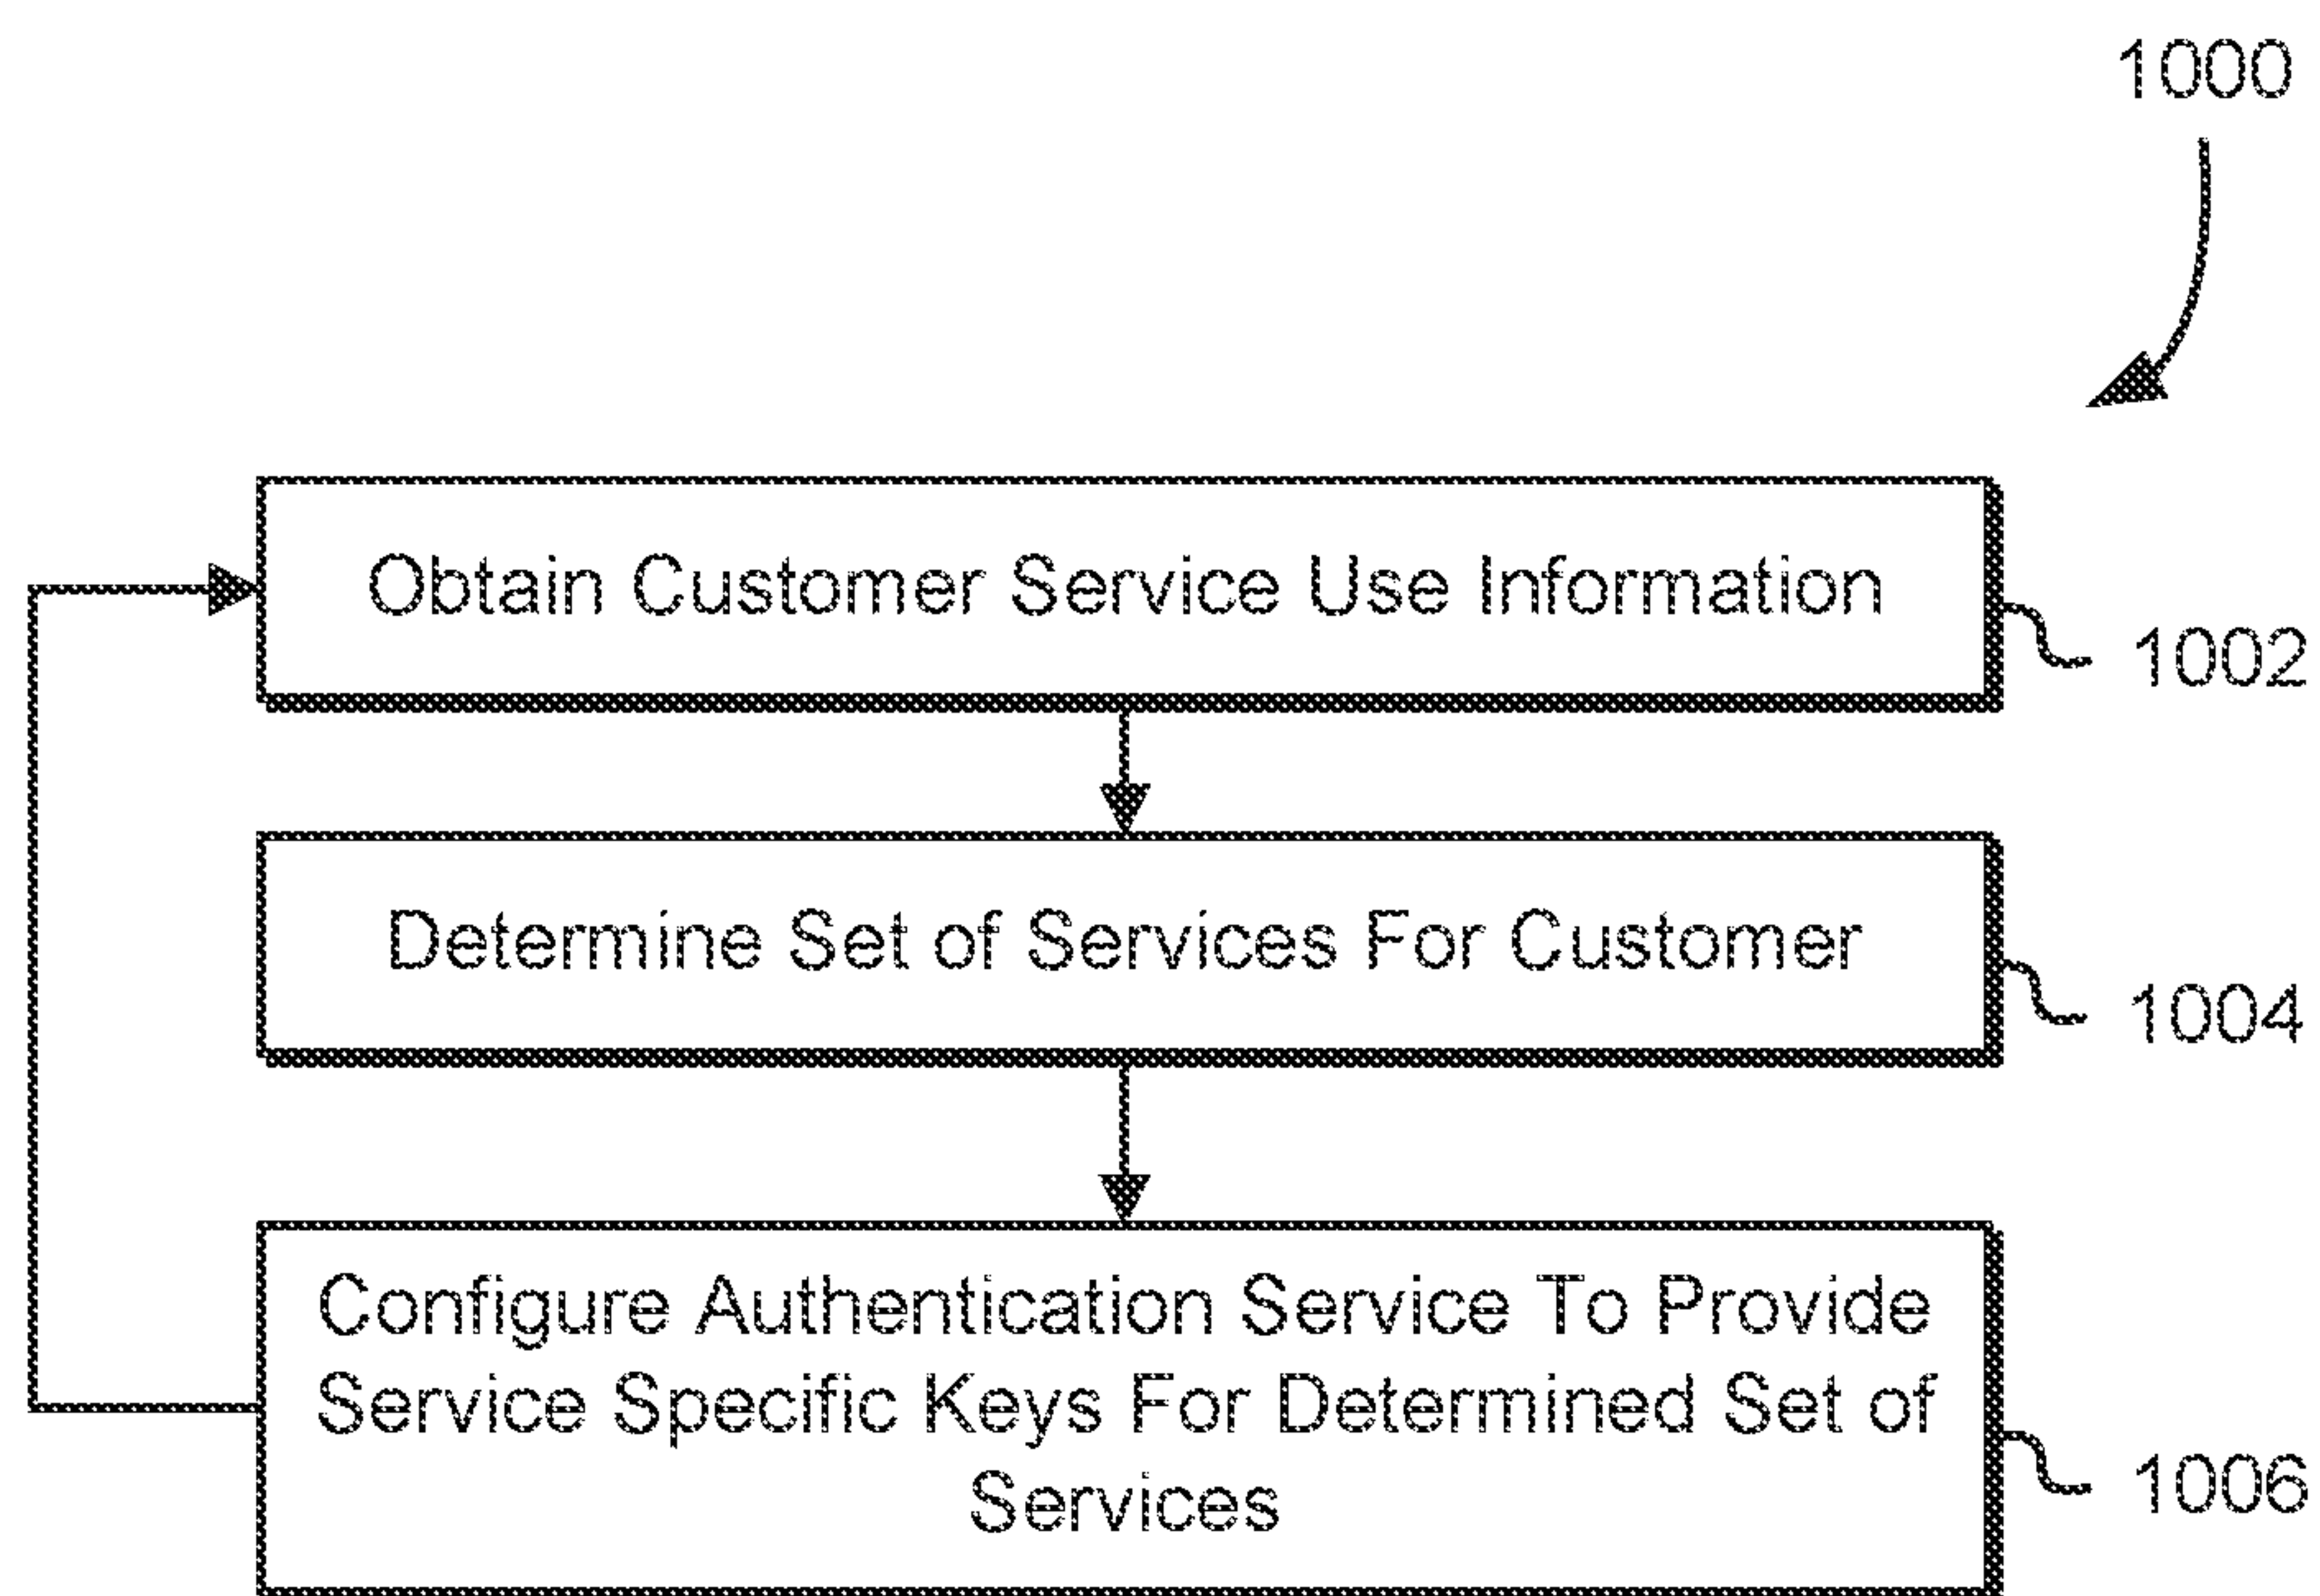 1000
Obtain Customer Service Use Information
1002
Determine Set of Services For Customer
1004
Configure Authentication Service To Provide
Service Specific Keys For Determined Set of
Services
1006